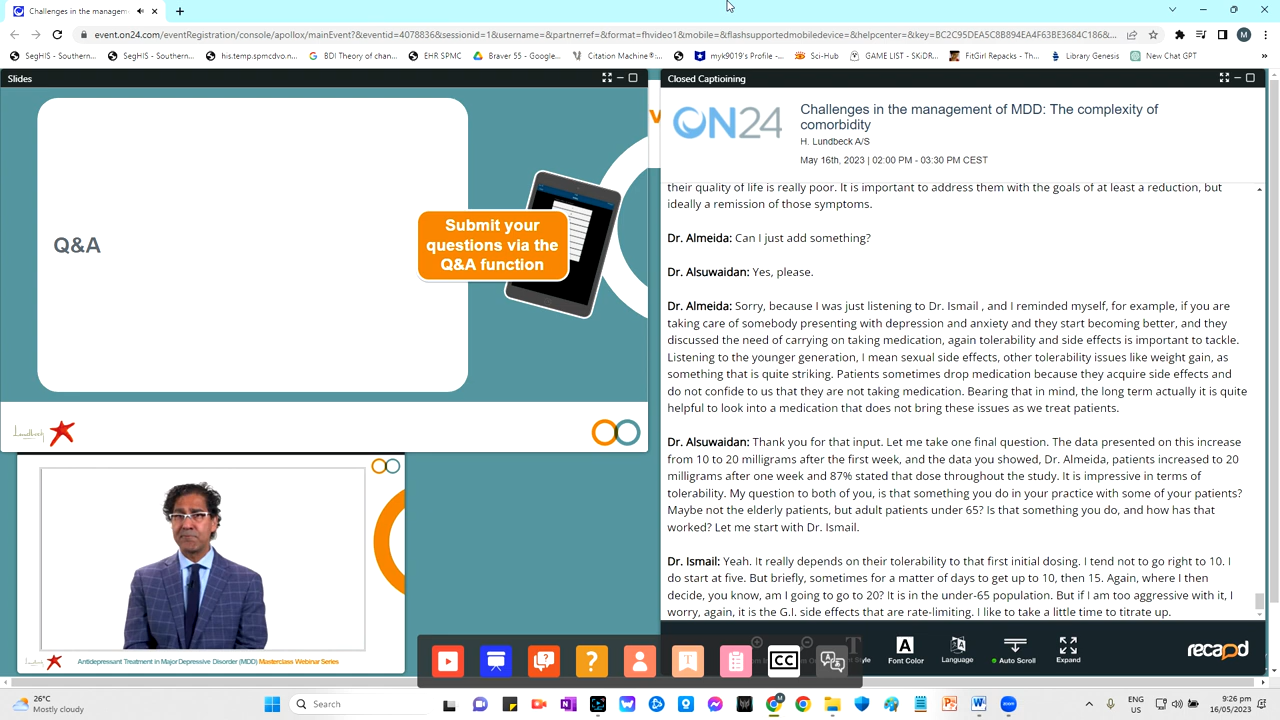 Challenges in the managem
event.on24.com/eventRegistration/console/apollox/mainEvent?&eventid=4078836&sessionid=1&username=&partnerref=&format=fhvideo1&mobile=&flashsupportedmobiledevice=&helpcenter=&key=BC2C95DEA5C8B894EA4F63BE3684C186&...
M
SegHIS - Southern...
SegHIS - Southern...
his.temp.spmcdvo.n...
BDI Theory of chan...
EHR SPMC
Braver 55 - Google...
Citation Machine®...
myk9019's Profile -...
Sci-Hub
GAME LIST - SKiDR...
FitGirl Repacks - Th...
Library Genesis
New Chat GPT
»
Slides
Q&A
Submit your
questions via the
Q&A function
Lundbeck
Antidepressant Treatment in Major Depressive Disorder (MDD) Masterclass Webinar Series
Closed Captioining
ON24
Challenges in the management of MDD: The complexity of
comorbidity
H. Lundbeck A/S
May 16th, 2023 | 02:00 PM - 03:30 PM CEST
their quality of life is really poor. It is important to address them with the goals of at least a reduction, but
ideally a remission of those symptoms.
Dr. Almeida: Can I just add something?
Dr. Alsuwaidan: Yes, please.
Dr. Almeida: Sorry, because I was just listening to Dr. Ismail , and I reminded myself, for example, if you are
taking care of somebody presenting with depression and anxiety and they start becoming better, and they
discussed the need of carrying on taking medication, again tolerability and side effects is important to tackle.
Listening to the younger generation, I mean sexual side effects, other tolerability issues like weight gain, as
something that is quite striking. Patients sometimes drop medication because they acquire side effects and
do not confide to us that they are not taking medication. Bearing that in mind, the long term actually it is quite
helpful to look into a medication that does not bring these issues as we treat patients.
Dr. Alsuwaidan: Thank you for that input. Let me take one final question. The data presented on this increase
from 10 to 20 milligrams after the first week, and the data you showed, Dr. Almeida, patients increased to 20
milligrams after one week and 87% stated that dose throughout the study. It is impressive in terms of
tolerability. My question to both of you, is that something you do in your practice with some of your patients?
Maybe not the elderly patients, but adult patients under 65? Is that something you do, and how has that
worked? Let me start with Dr. Ismail.
Dr. Ismail: Yeah. It really depends on their tolerability to that first initial dosing. I tend not to go right to 10. I
do start at five. But briefly, sometimes for a matter of days to get up to 10, then 15. Again, where I then
decide, you know, am I going to go to 20? It is in the under-65 population. But if I am too aggressive with it, I
worry, again, it is the G.I. side effects that are rate-limiting. I like to take a little time to titrate up.
Font Color
Language
Auto Scroll
Expand
recapd
CC
26°C
Mostly cloudy
Search
ENG
US
9:26 pm
16/05/2023